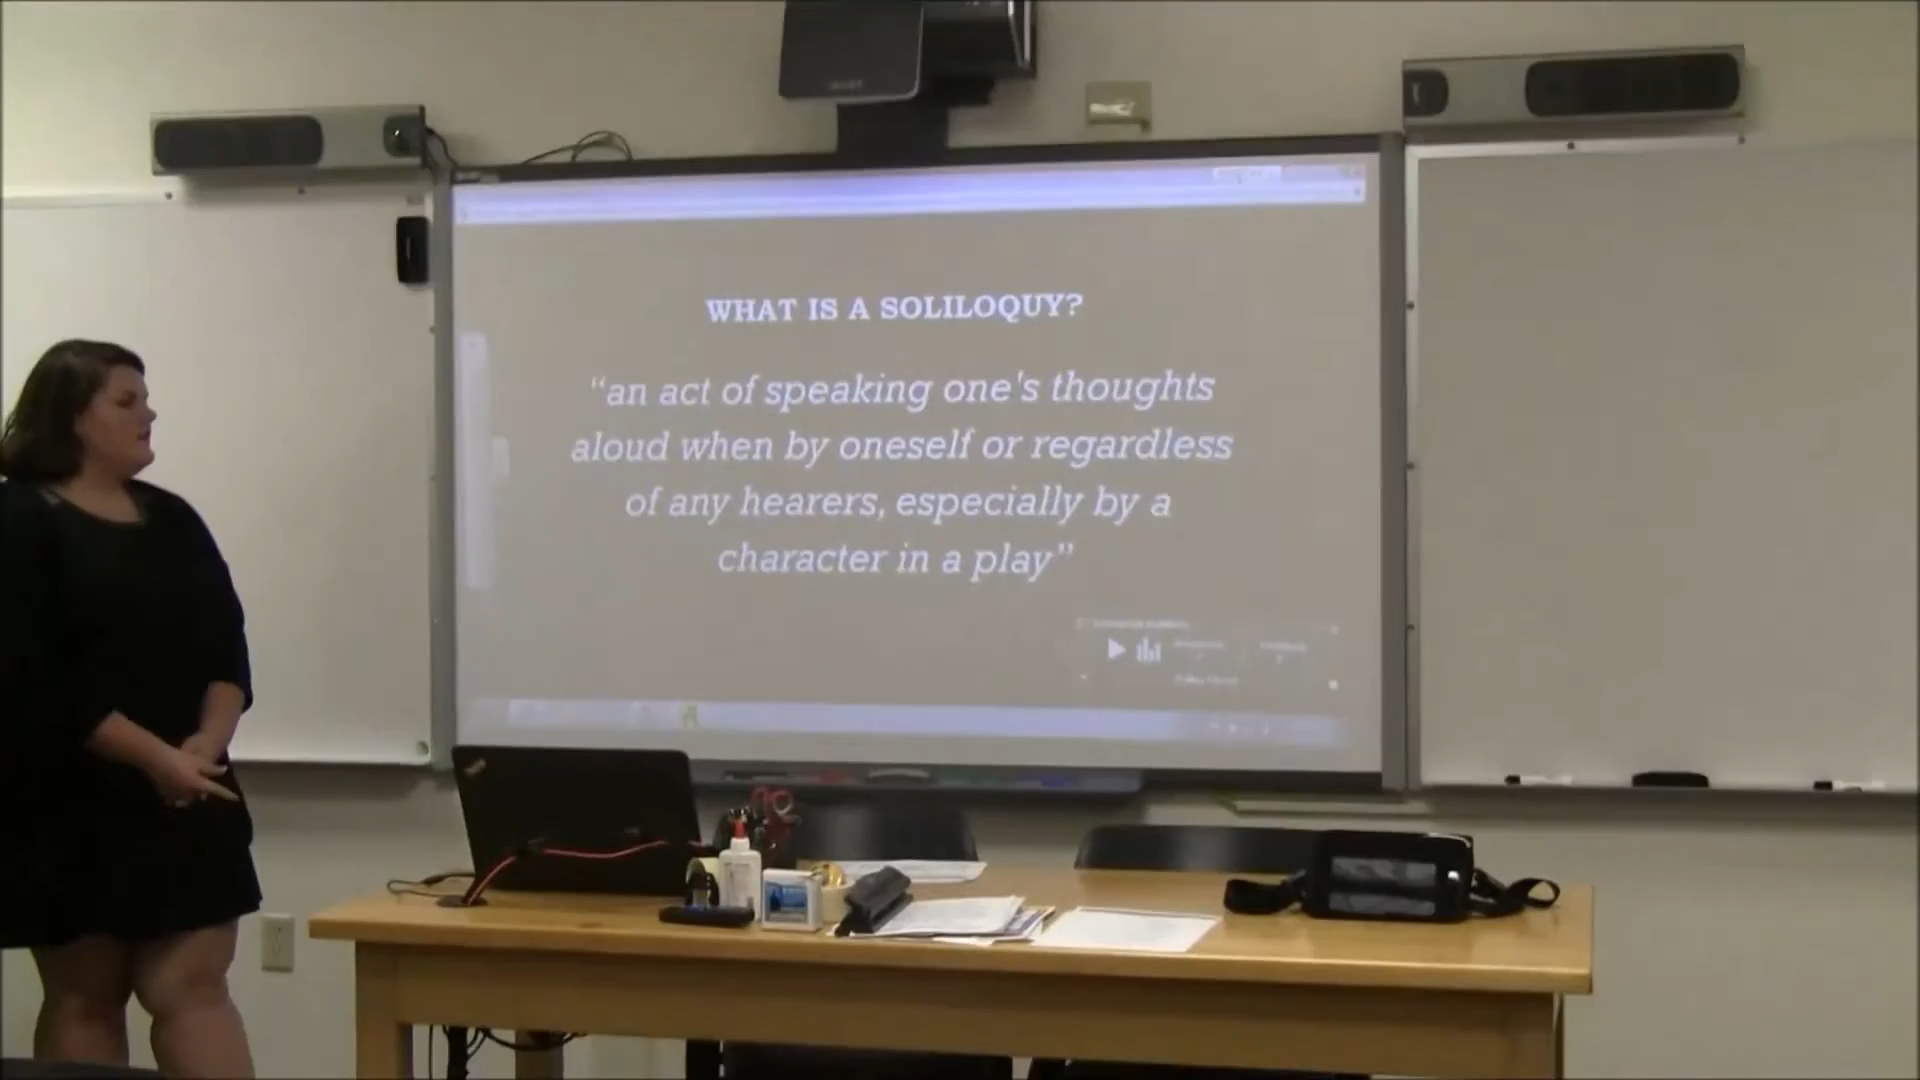 WHAT IS A SOLILOQUY?
“an act of speaking one's thoughts
aloud when by oneself or regardless
of any hearers, especially by a
character in a play”